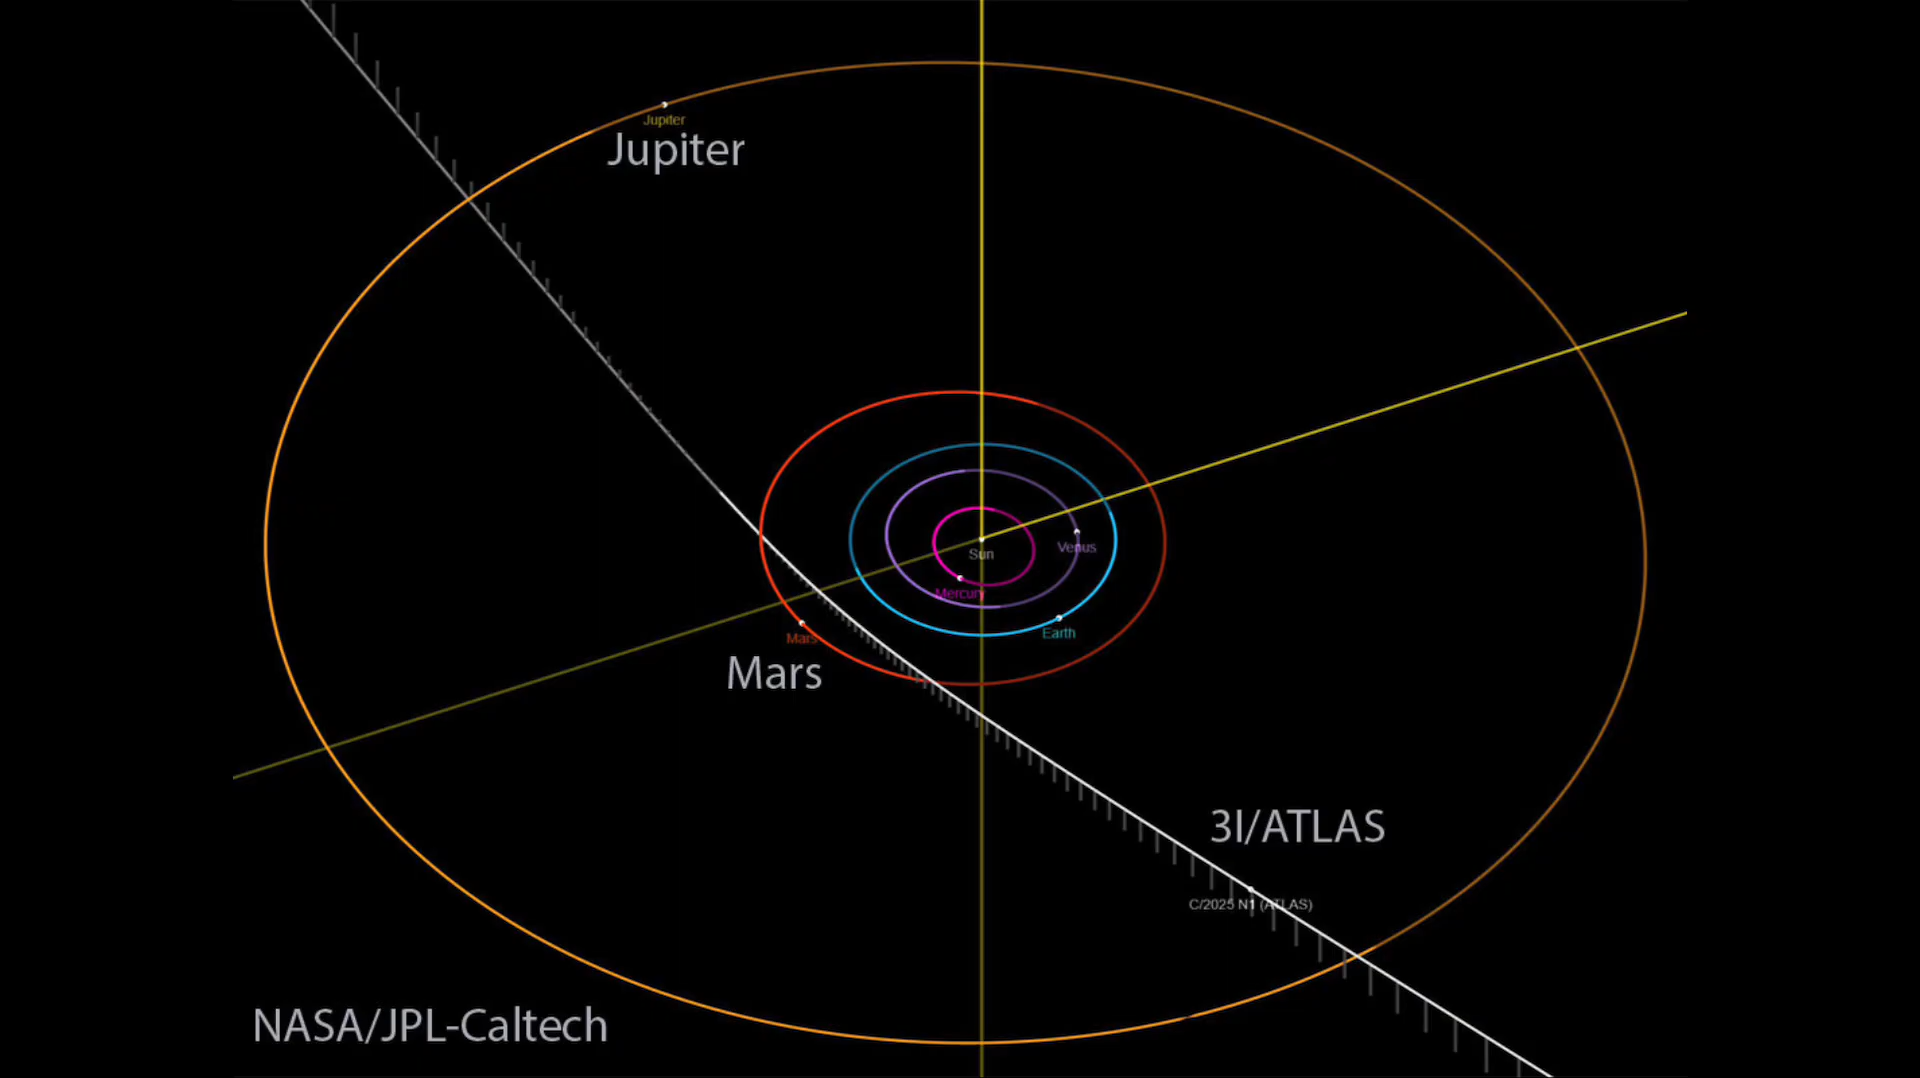 Jupiter
Jupiter
Sun
Venus
Mercury
Earth
Mars
Mars
3I/ATLAS
C/2025 N1 (ATLAS)
NASA/JPL-Caltech